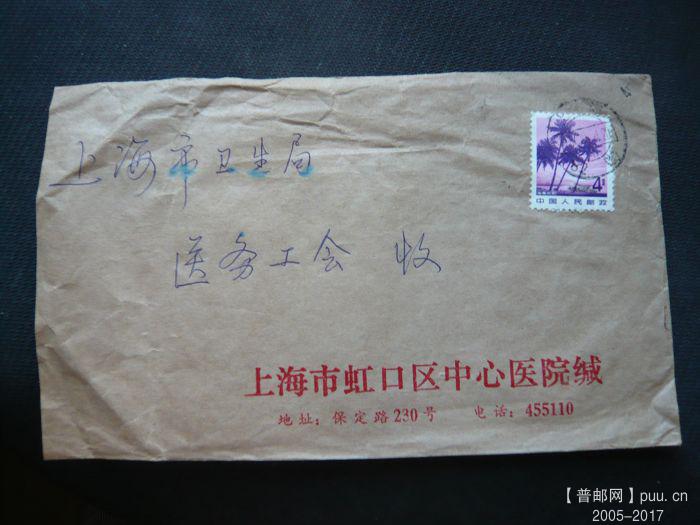 上海市卫生局
4分
中国人民邮政
医务工会 收
上海市虹口区中心医院缄
地址：保定路230号 电话：455110
【普邮网】puu.cn
2005-2017